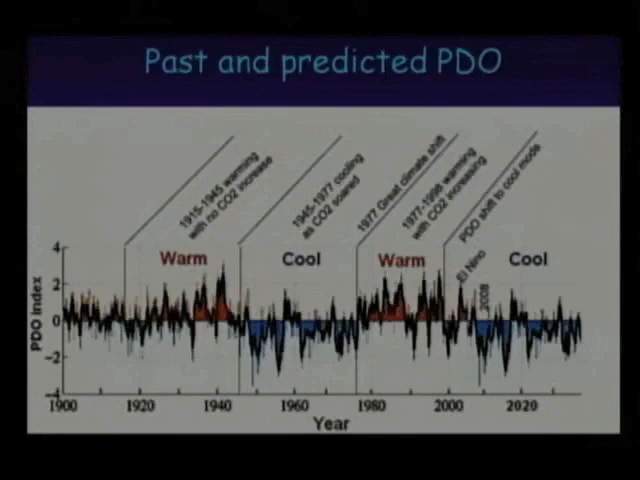 Past and predicted PDO
1915-1945 warming
with no CO2 increase
1945-1977 cooling
as CO2 soared
1977 Great climate shift
1977-1998 warming
with CO2 increasing
PDO shift to cool mode
Warm
Cool
Warm
El Nino
2008
Cool
PDO Index
4
2
0
-2
-4
1900
1920
1940
1960
1980
2000
2020
Year